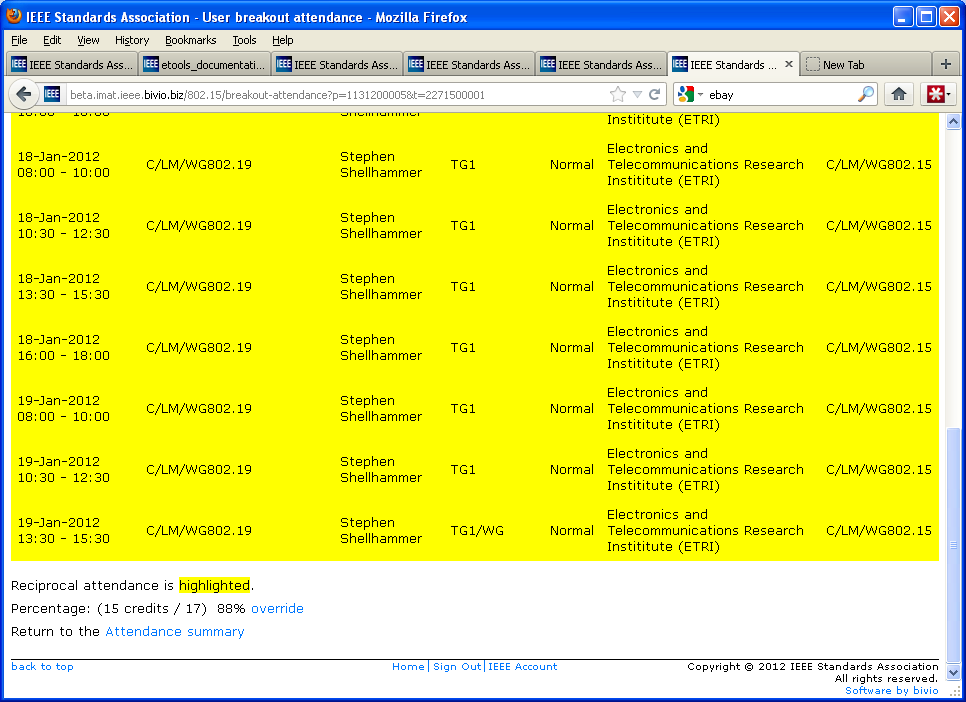 IEEE Standards Association - User breakout attendance - Mozilla Firefox
File Edit View History Bookmarks Tools Help
IEEE IEEE Standards Ass... IEEE etools_documentati... IEEE IEEE Standards Ass... IEEE IEEE Standards Ass... IEEE IEEE Standards Ass... IEEE IEEE Standards ... New Tab
IEEE beta.imat.ieee.bivio.biz/802.15/breakout-attendance?p=1131200005&t=2271500001 ebay
Shellhammer
Instititute (ETRI)
18-Jan-2012
08:00 - 10:00
C/LM/WG802.19
Stephen
Shellhammer
TG1
Normal
Electronics and
Telecommunications Research
Instititute (ETRI)
C/LM/WG802.15
18-Jan-2012
10:30 - 12:30
C/LM/WG802.19
Stephen
Shellhammer
TG1
Normal
Electronics and
Telecommunications Research
Instititute (ETRI)
C/LM/WG802.15
18-Jan-2012
13:30 - 15:30
C/LM/WG802.19
Stephen
Shellhammer
TG1
Normal
Electronics and
Telecommunications Research
Instititute (ETRI)
C/LM/WG802.15
18-Jan-2012
16:00 - 18:00
C/LM/WG802.19
Stephen
Shellhammer
TG1
Normal
Electronics and
Telecommunications Research
Instititute (ETRI)
C/LM/WG802.15
19-Jan-2012
08:00 - 10:00
C/LM/WG802.19
Stephen
Shellhammer
TG1
Normal
Electronics and
Telecommunications Research
Instititute (ETRI)
C/LM/WG802.15
19-Jan-2012
10:30 - 12:30
C/LM/WG802.19
Stephen
Shellhammer
TG1
Normal
Electronics and
Telecommunications Research
Instititute (ETRI)
C/LM/WG802.15
19-Jan-2012
13:30 - 15:30
C/LM/WG802.19
Stephen
Shellhammer
TG1/WG
Normal
Electronics and
Telecommunications Research
Instititute (ETRI)
C/LM/WG802.15
Reciprocal attendance is highlighted.
Percentage: (15 credits / 17) 88% override
Return to the Attendance summary
back to top
Home | Sign Out | IEEE Account
Copyright © 2012 IEEE Standards Association
All rights reserved.
Software by bivio